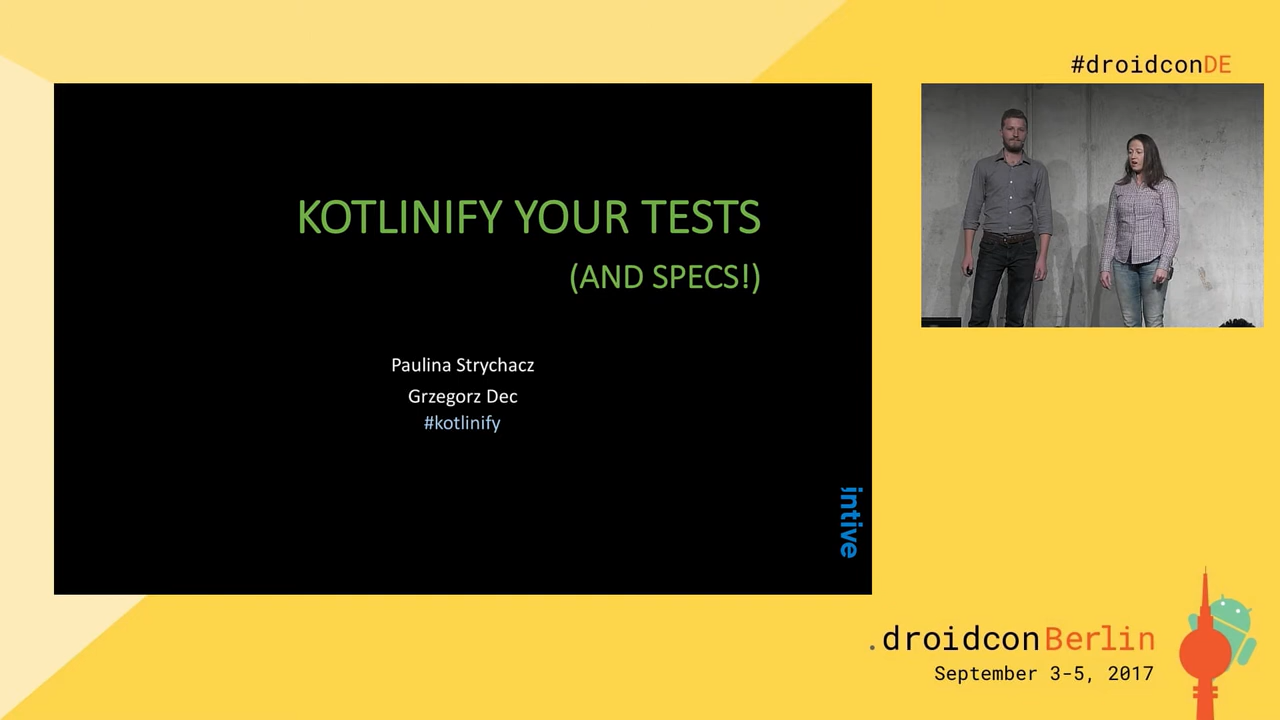 #droidconDE
KOTLINIFY YOUR TESTS
(AND SPECS!)
Paulina Strychacz
Grzegorz Dec
#kotlinify
intive
.droidconBerlin
September 3-5, 2017